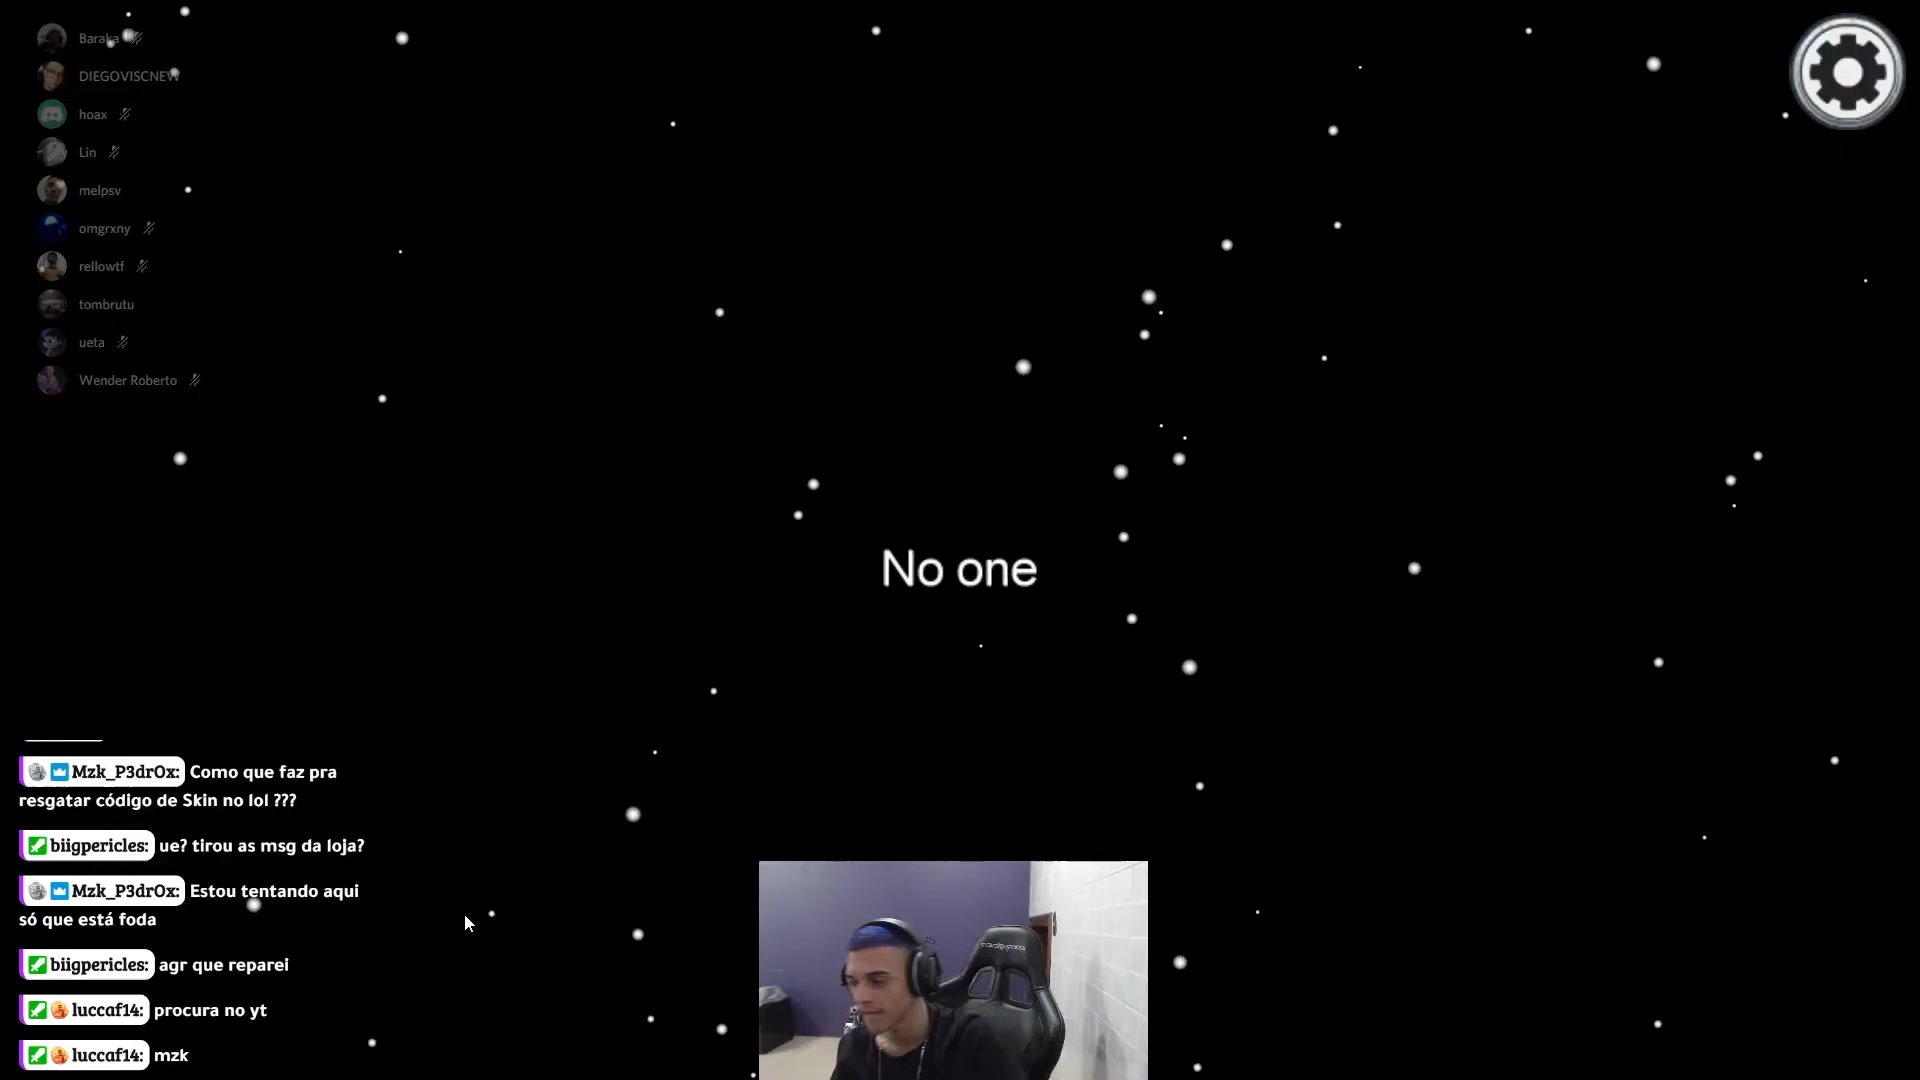 Baraka
DIEGOVISCNEW
hoax
Lin
melpsv
omgrxny
rellowtf
tombrutu
ueta
Wender Roberto
No one
Mzk_P3drOx: Como que faz pra
resgatar código de Skin no lol ???
biigpericles: ue? tirou as msg da loja?
Mzk_P3drOx: Estou tentando aqui
só que está foda
biigpericles: agr que reparei
luccaf14: procura no yt
luccaf14: mzk